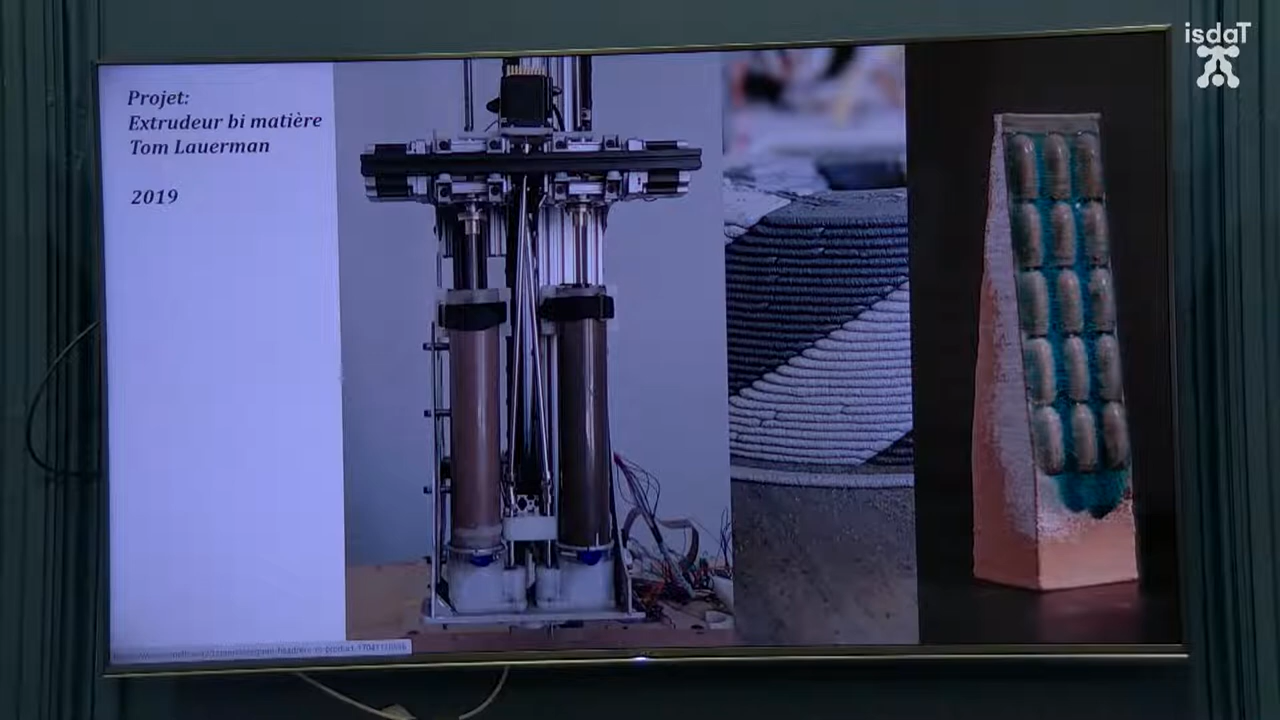 isdaT
Projet:
Extrudeur bi matière
Tom Lauerman
2019